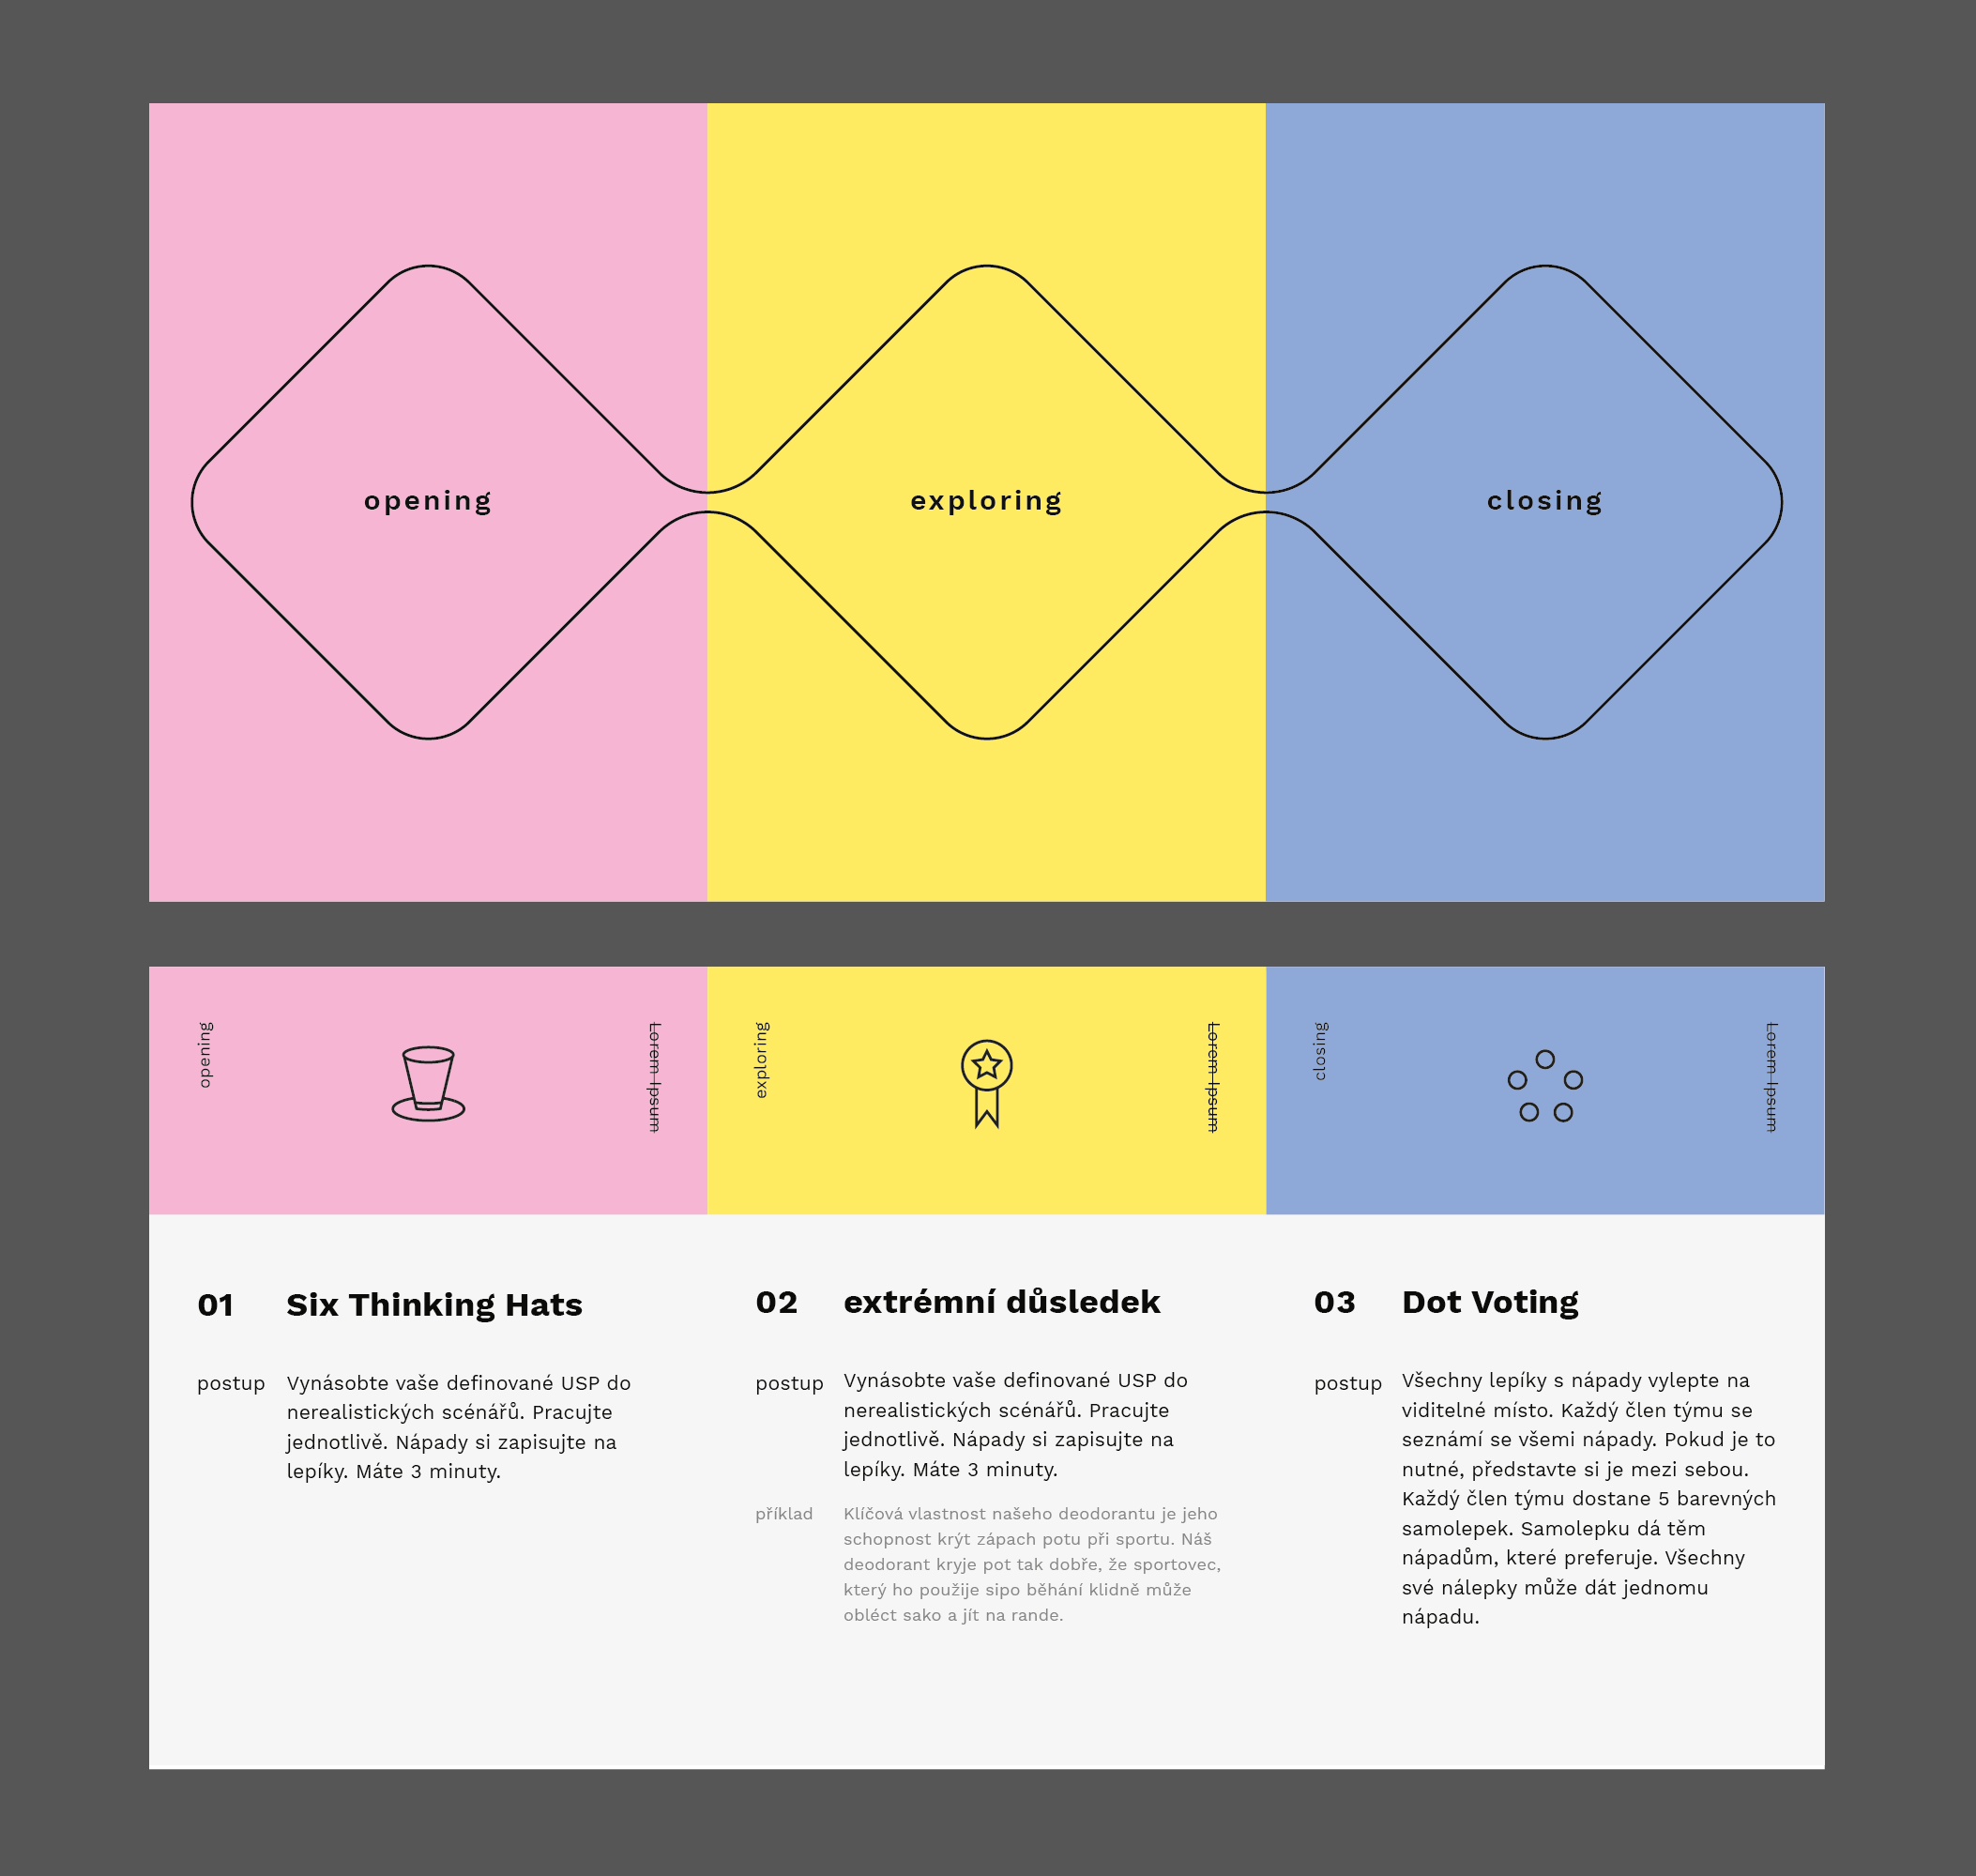 opening
exploring
closing
opening
Lorem Ipsum
exploring
Lorem Ipsum
closing
Lorem Ipsum
01
Six Thinking Hats
postup
Vynásobte vaše definované USP do
nerealistických scénářů. Pracujte
jednotlivě. Nápady si zapisujte na
lepíky. Máte 3 minuty.
02
extrémní důsledek
postup
Vynásobte vaše definované USP do
nerealistických scénářů. Pracujte
jednotlivě. Nápady si zapisujte na
lepíky. Máte 3 minuty.
příklad
Klíčová vlastnost našeho deodorantu je jeho
schopnost krýt zápach potu při sportu. Náš
deodorant kryje pot tak dobře, že sportovec,
který ho použije sipo běhání klidně může
obléct sako a jít na rande.
03
Dot Voting
postup
Všechny lepíky s nápady vylepte na
viditelné místo. Každý člen týmu se
seznámí se všemi nápady. Pokud je to
nutné, představte si je mezi sebou.
Každý člen týmu dostane 5 barevných
samolepek. Samolepku dá těm
nápadům, které preferuje. Všechny
své nálepky může dát jednomu
nápadu.